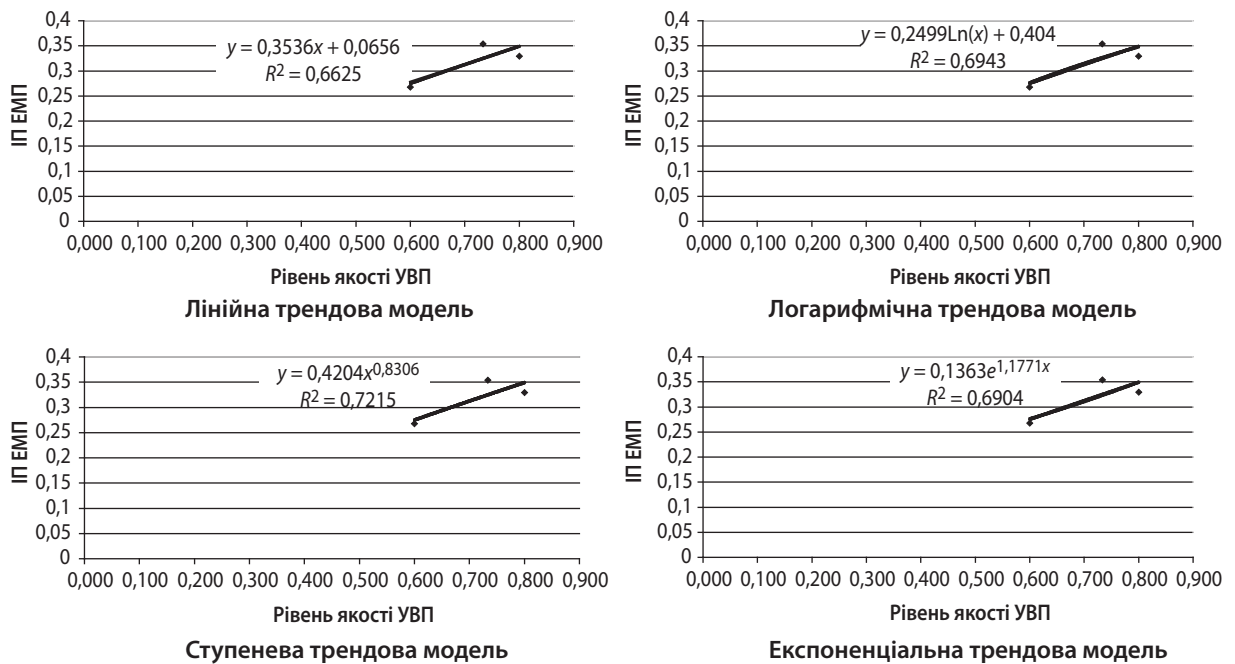 0,4
0,35
0,3
0,25
0,2
0,15
0,1
0,05
0
ІП ЕМП
y = 0,3536x + 0,0656
R² = 0,6625
0,000 0,100 0,200 0,300 0,400 0,500 0,600 0,700 0,800 0,900
Рівень якості УВП
Лінійна трендова модель
0,4
0,35
0,3
0,25
0,2
0,15
0,1
0,05
0
ІП ЕМП
y = 0,2499Ln(x) + 0,404
R² = 0,6943
0,000 0,100 0,200 0,300 0,400 0,500 0,600 0,700 0,800 0,900
Рівень якості УВП
Логарифмічна трендова модель
0,4
0,35
0,3
0,25
0,2
0,15
0,1
0,05
0
ІП ЕМП
y = 0,4204x^0,8306
R² = 0,7215
0,000 0,100 0,200 0,300 0,400 0,500 0,600 0,700 0,800 0,900
Рівень якості УВП
Ступенева трендова модель
0,4
0,35
0,3
0,25
0,2
0,15
0,1
0,05
0
ІП ЕМП
y = 0,1363e^1,1771x
R² = 0,6904
0,000 0,100 0,200 0,300 0,400 0,500 0,600 0,700 0,800 0,900
Рівень якості УВП
Експоненціальна трендова модель